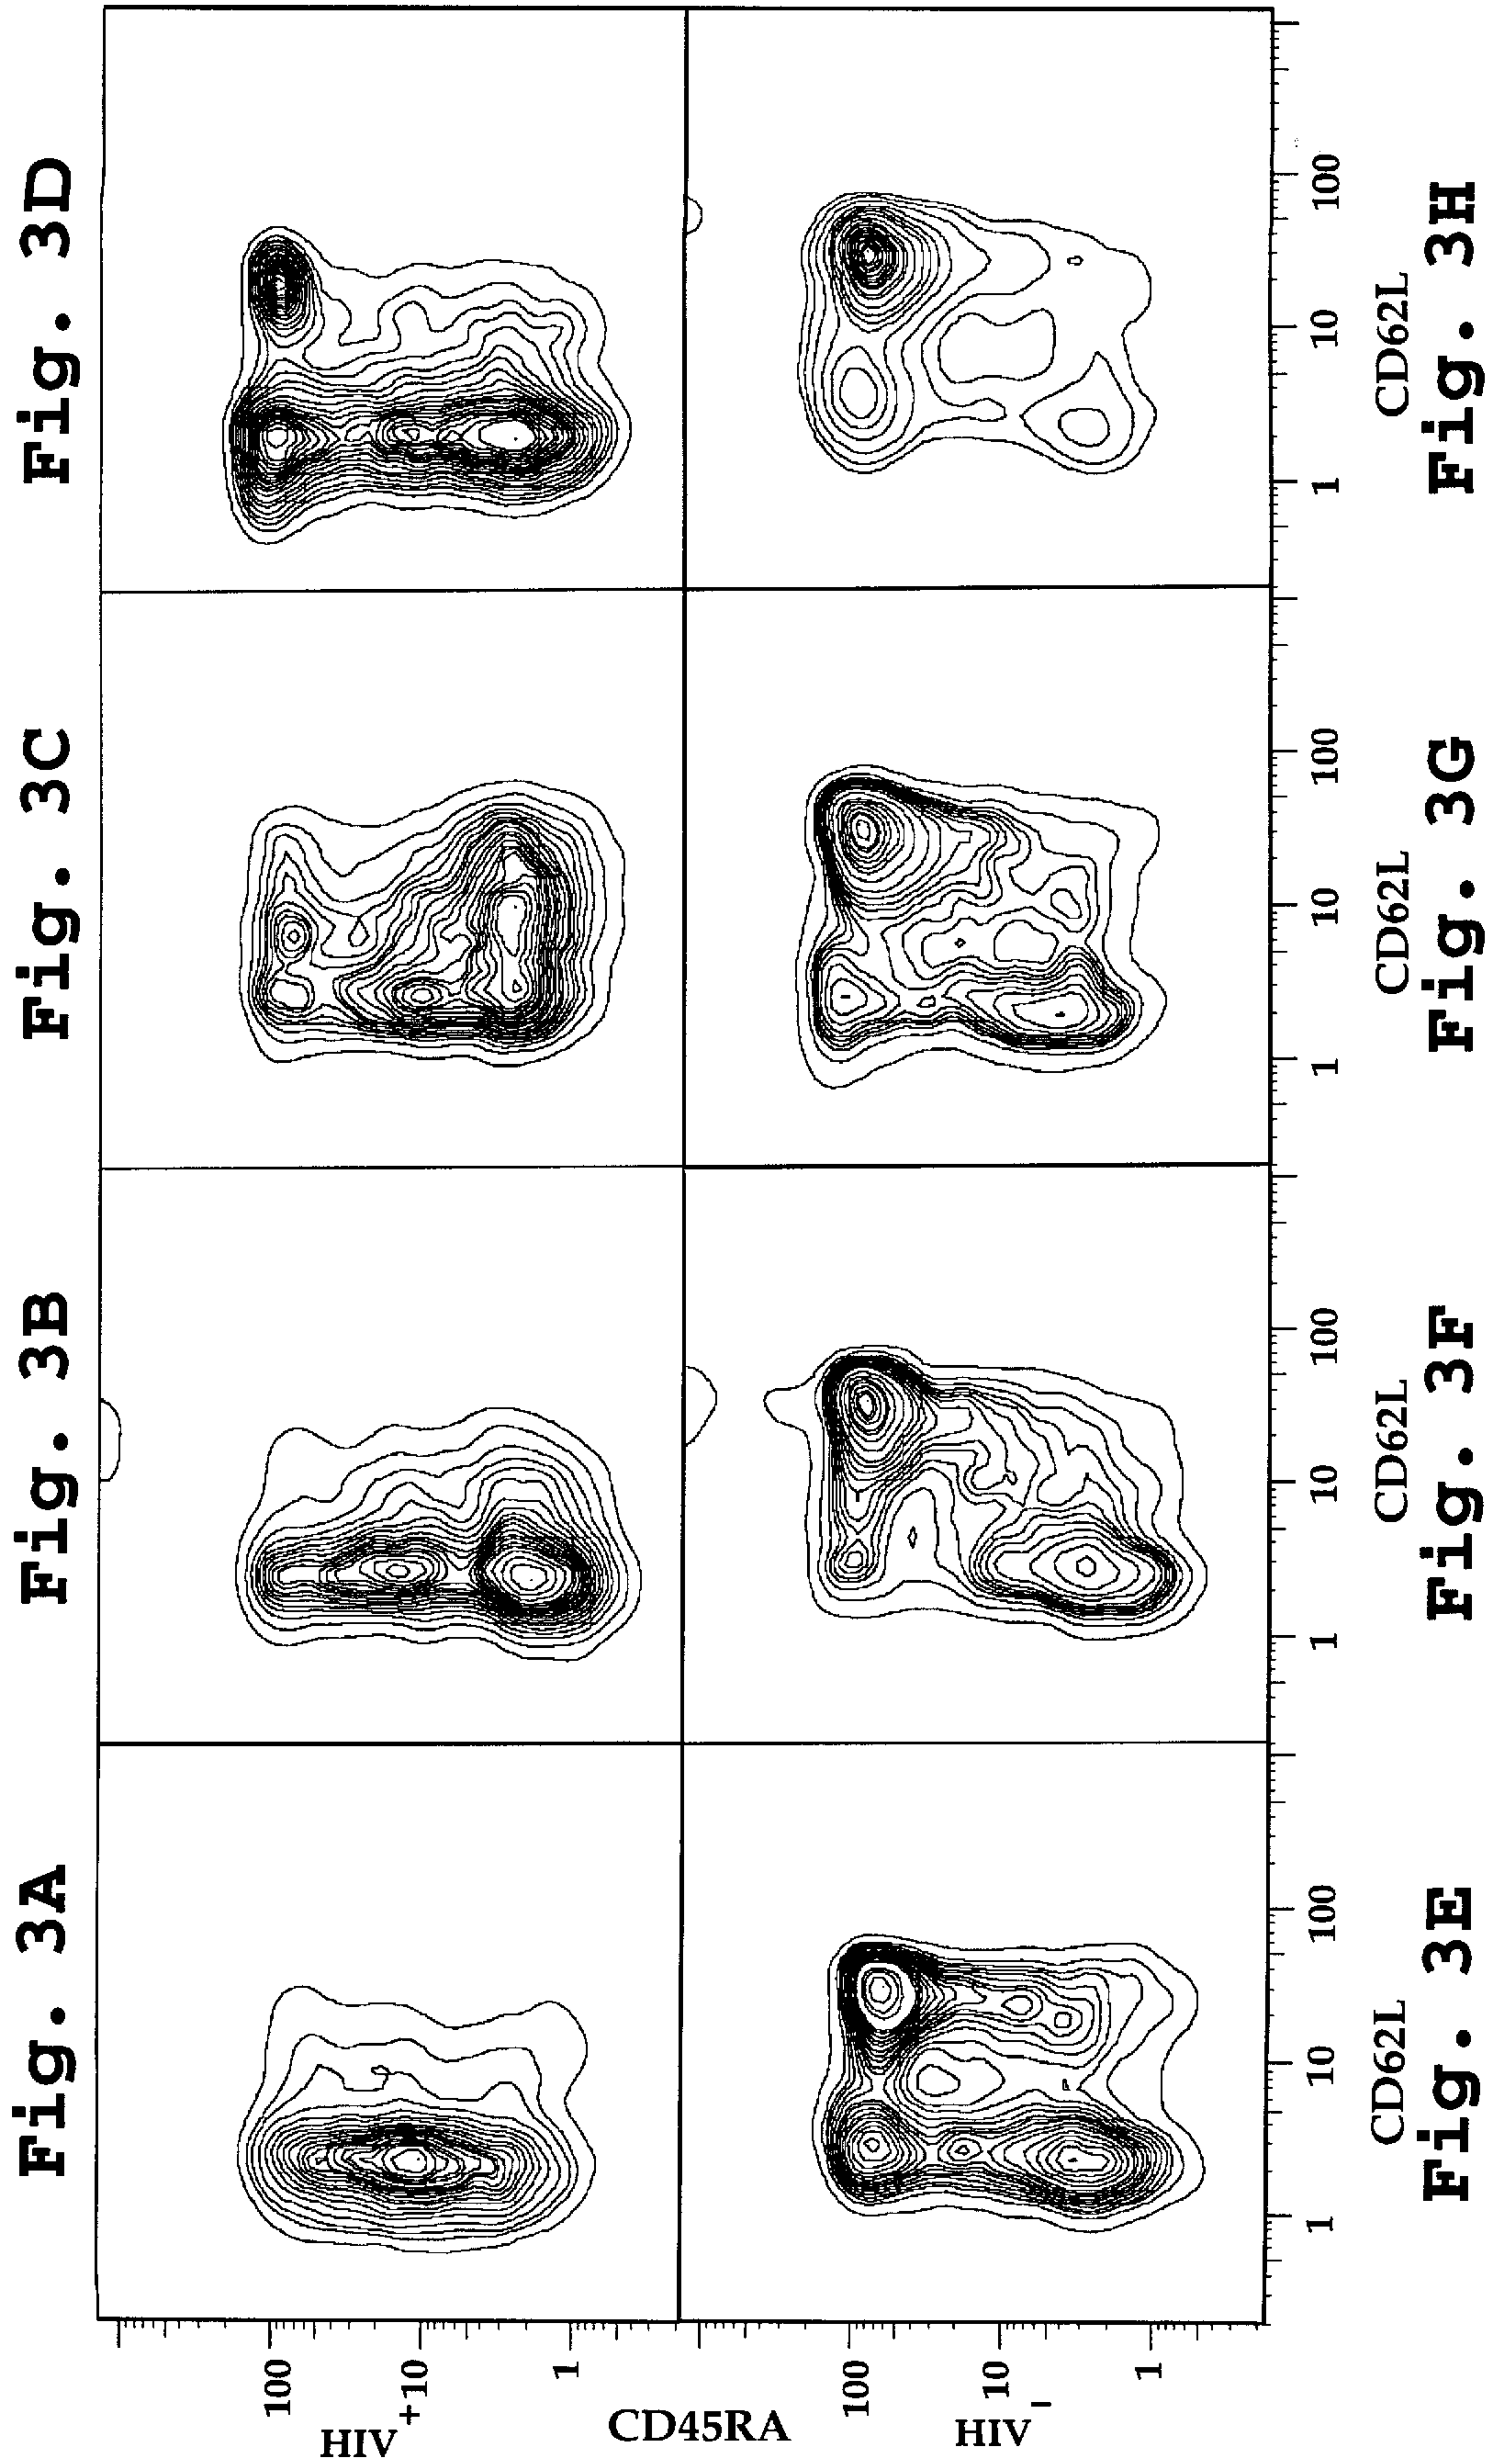 Fig. 3A
Fig. 3B
Fig. 3C
Fig. 3D
100
HIV+
10
1
CD45RA
100
HIV-
10
1
1
10
100
1
10
100
1
10
100
1
10
100
CD62L
CD62L
CD62L
CD62L
Fig. 3E
Fig. 3F
Fig. 3G
Fig. 3H